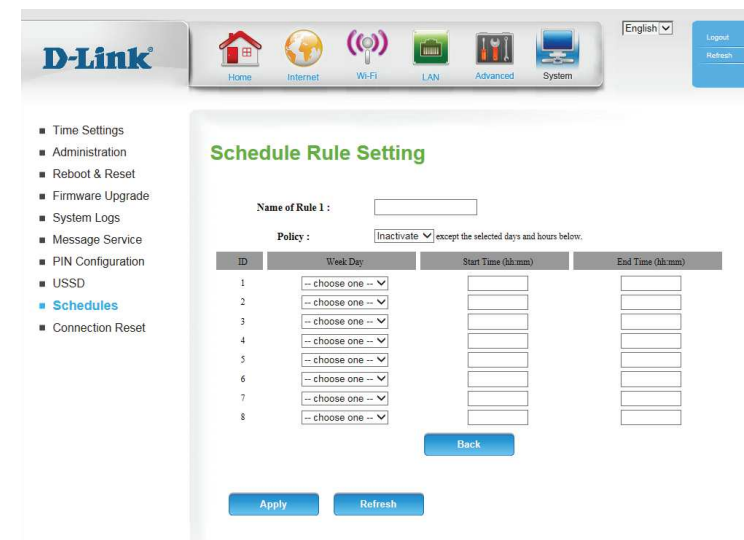 English
Logout
Refresh
D-Link
Home Internet Wi-Fi LAN Advanced System
Time Settings
Administration
Reboot & Reset
Firmware Upgrade
System Logs
Message Service
PIN Configuration
USSD
Schedules
Connection Reset
Schedule Rule Setting
Name of Rule 1 :
Policy : Inactivate except the selected days and hours below.
ID Week Day Start Time (hh:mm) End Time (hh:mm)
1 -- choose one --
2 -- choose one --
3 -- choose one --
4 -- choose one --
5 -- choose one --
6 -- choose one --
7 -- choose one --
8 -- choose one --
Back
Apply Refresh